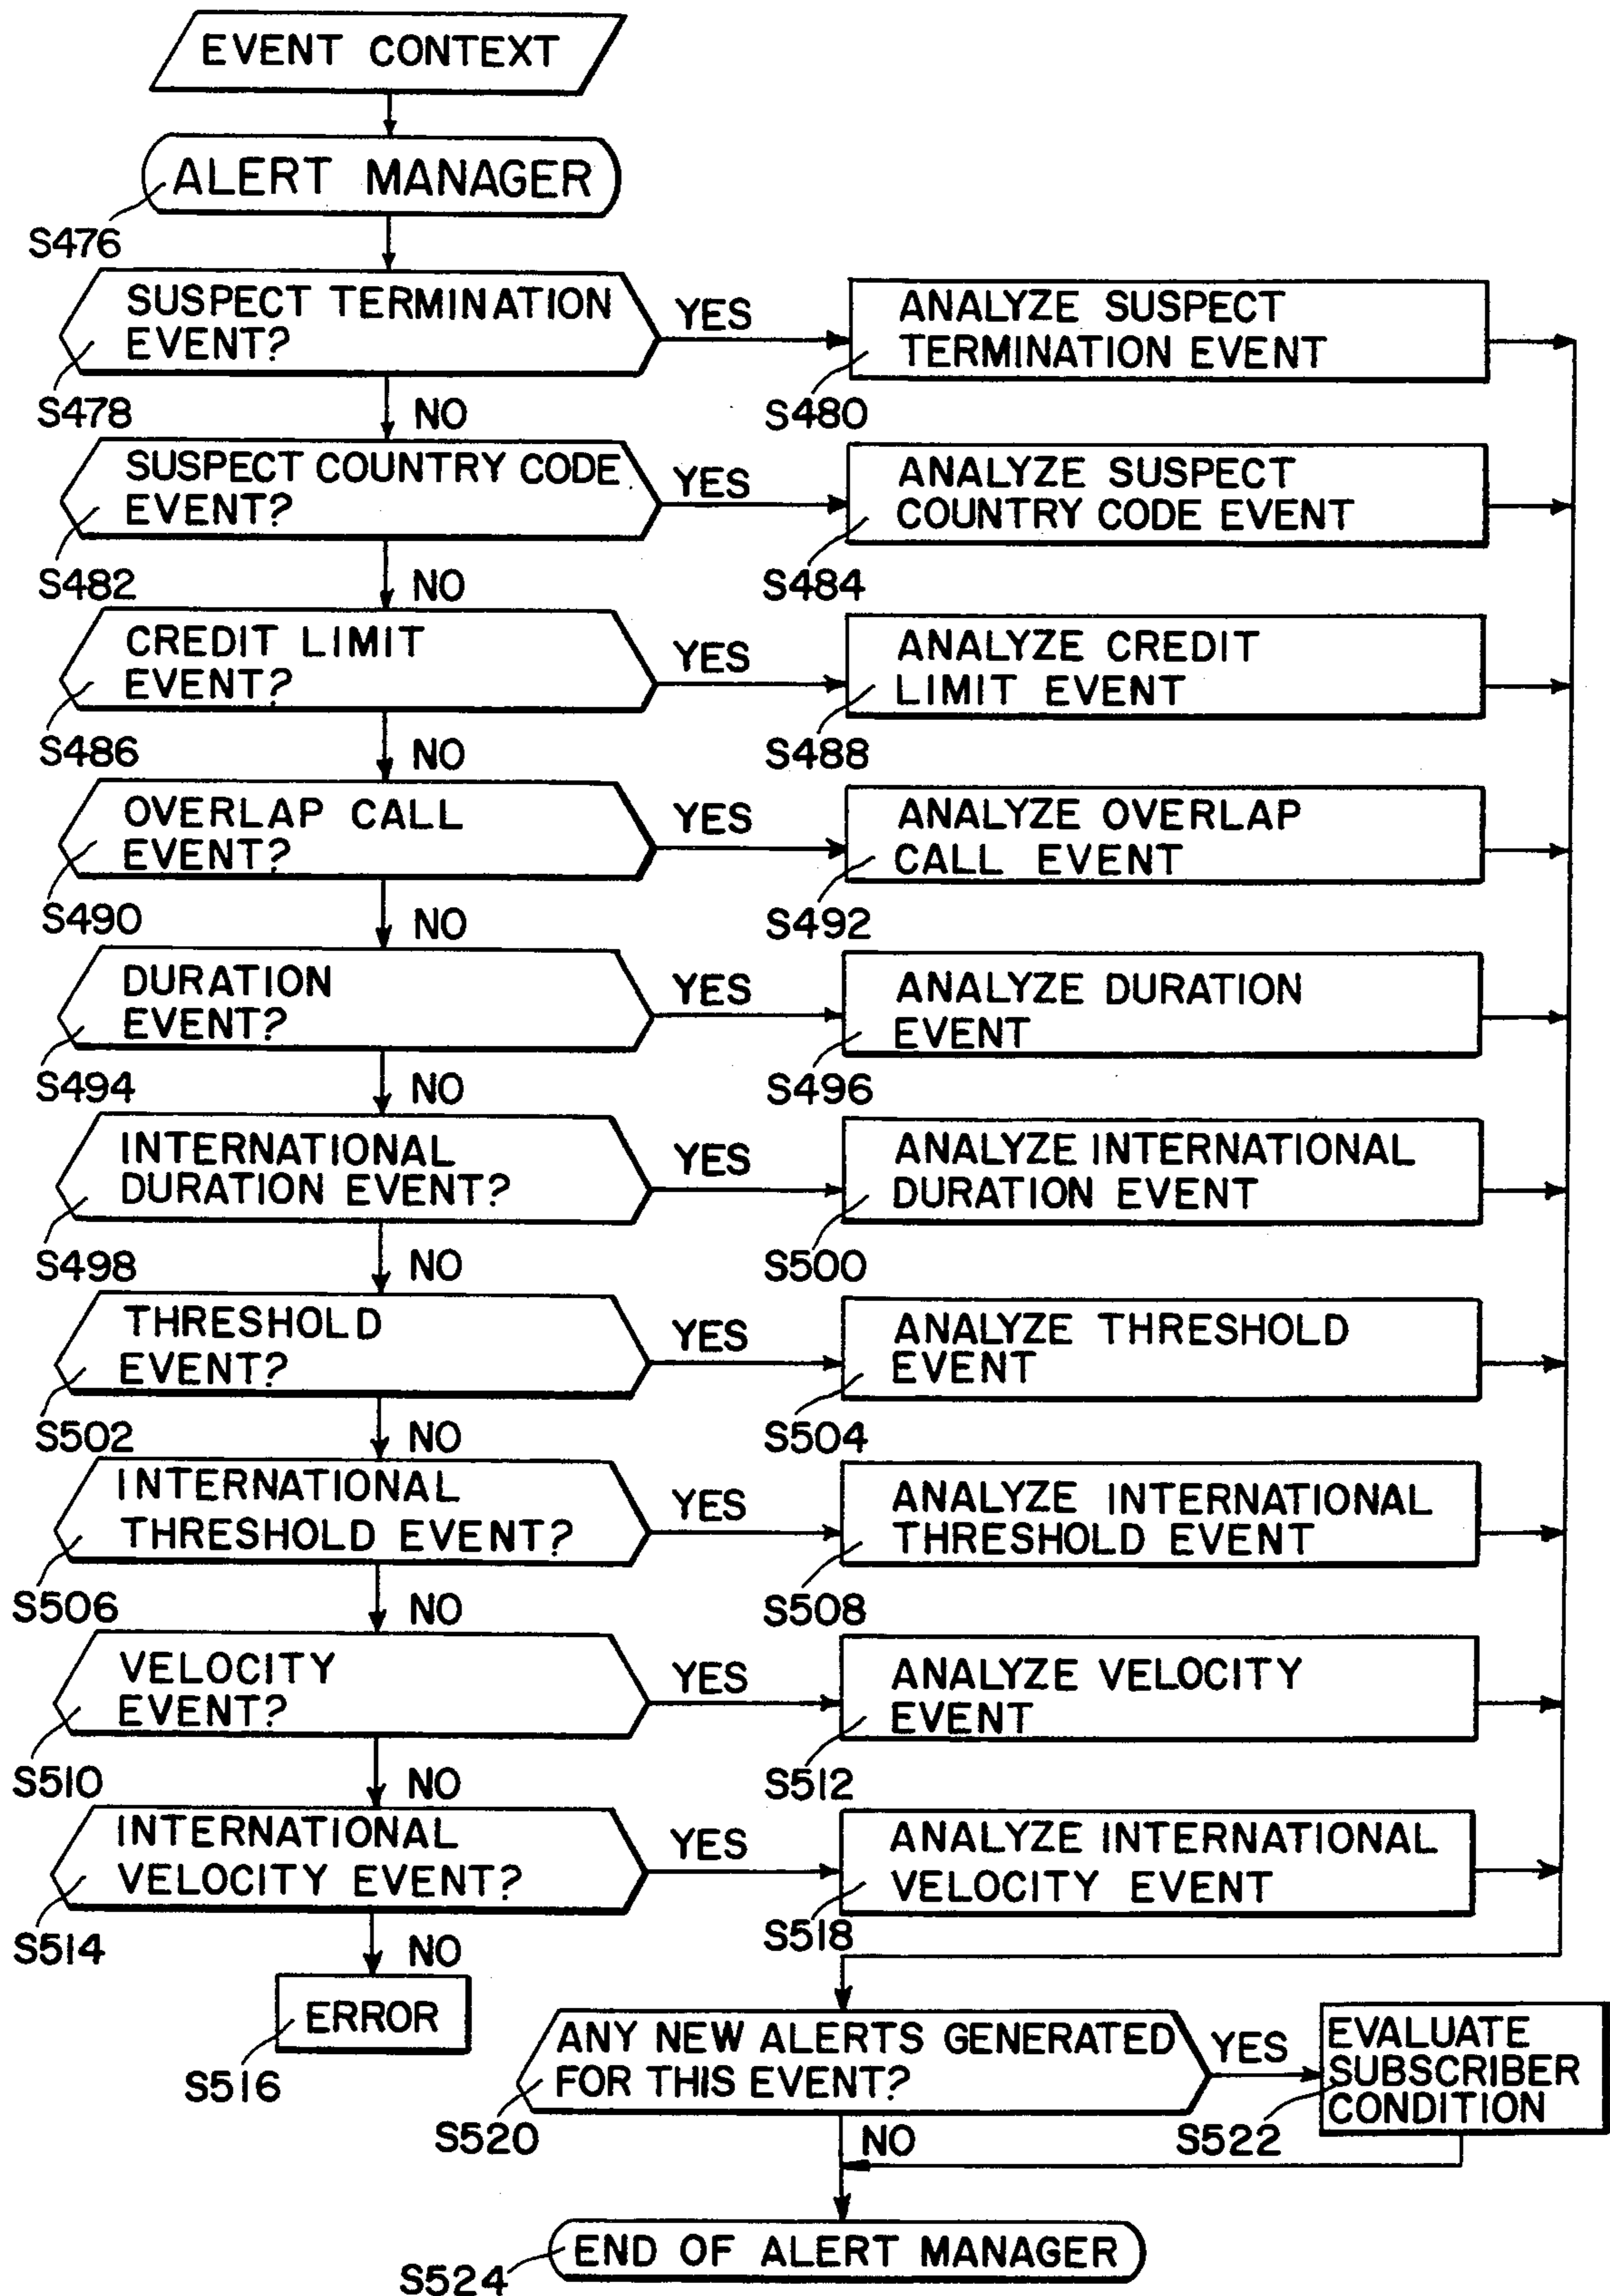 EVENT CONTEXT
ALERT MANAGER
S476
SUSPECT TERMINATION
EVENT?
S478
YES
NO
ANALYZE SUSPECT
TERMINATION EVENT
S480
SUSPECT COUNTRY CODE
EVENT?
S482
YES
NO
ANALYZE SUSPECT
COUNTRY CODE EVENT
S484
CREDIT LIMIT
EVENT?
S486
YES
NO
ANALYZE CREDIT
LIMIT EVENT
S488
OVERLAP CALL
EVENT?
S490
YES
NO
ANALYZE OVERLAP
CALL EVENT
S492
DURATION
EVENT?
S494
YES
NO
ANALYZE DURATION
EVENT
S496
INTERNATIONAL
DURATION EVENT?
S498
YES
NO
ANALYZE INTERNATIONAL
DURATION EVENT
S500
THRESHOLD
EVENT?
S502
YES
NO
ANALYZE THRESHOLD
EVENT
S504
INTERNATIONAL
THRESHOLD EVENT?
S506
YES
NO
ANALYZE INTERNATIONAL
THRESHOLD EVENT
S508
VELOCITY
EVENT?
S510
YES
NO
ANALYZE VELOCITY
EVENT
S512
INTERNATIONAL
VELOCITY EVENT?
S514
YES
NO
ANALYZE INTERNATIONAL
VELOCITY EVENT
S518
ERROR
S516
ANY NEW ALERTS GENERATED
FOR THIS EVENT?
S520
YES
NO
EVALUATE
SUBSCRIBER
CONDITION
S522
END OF ALERT MANAGER
S524